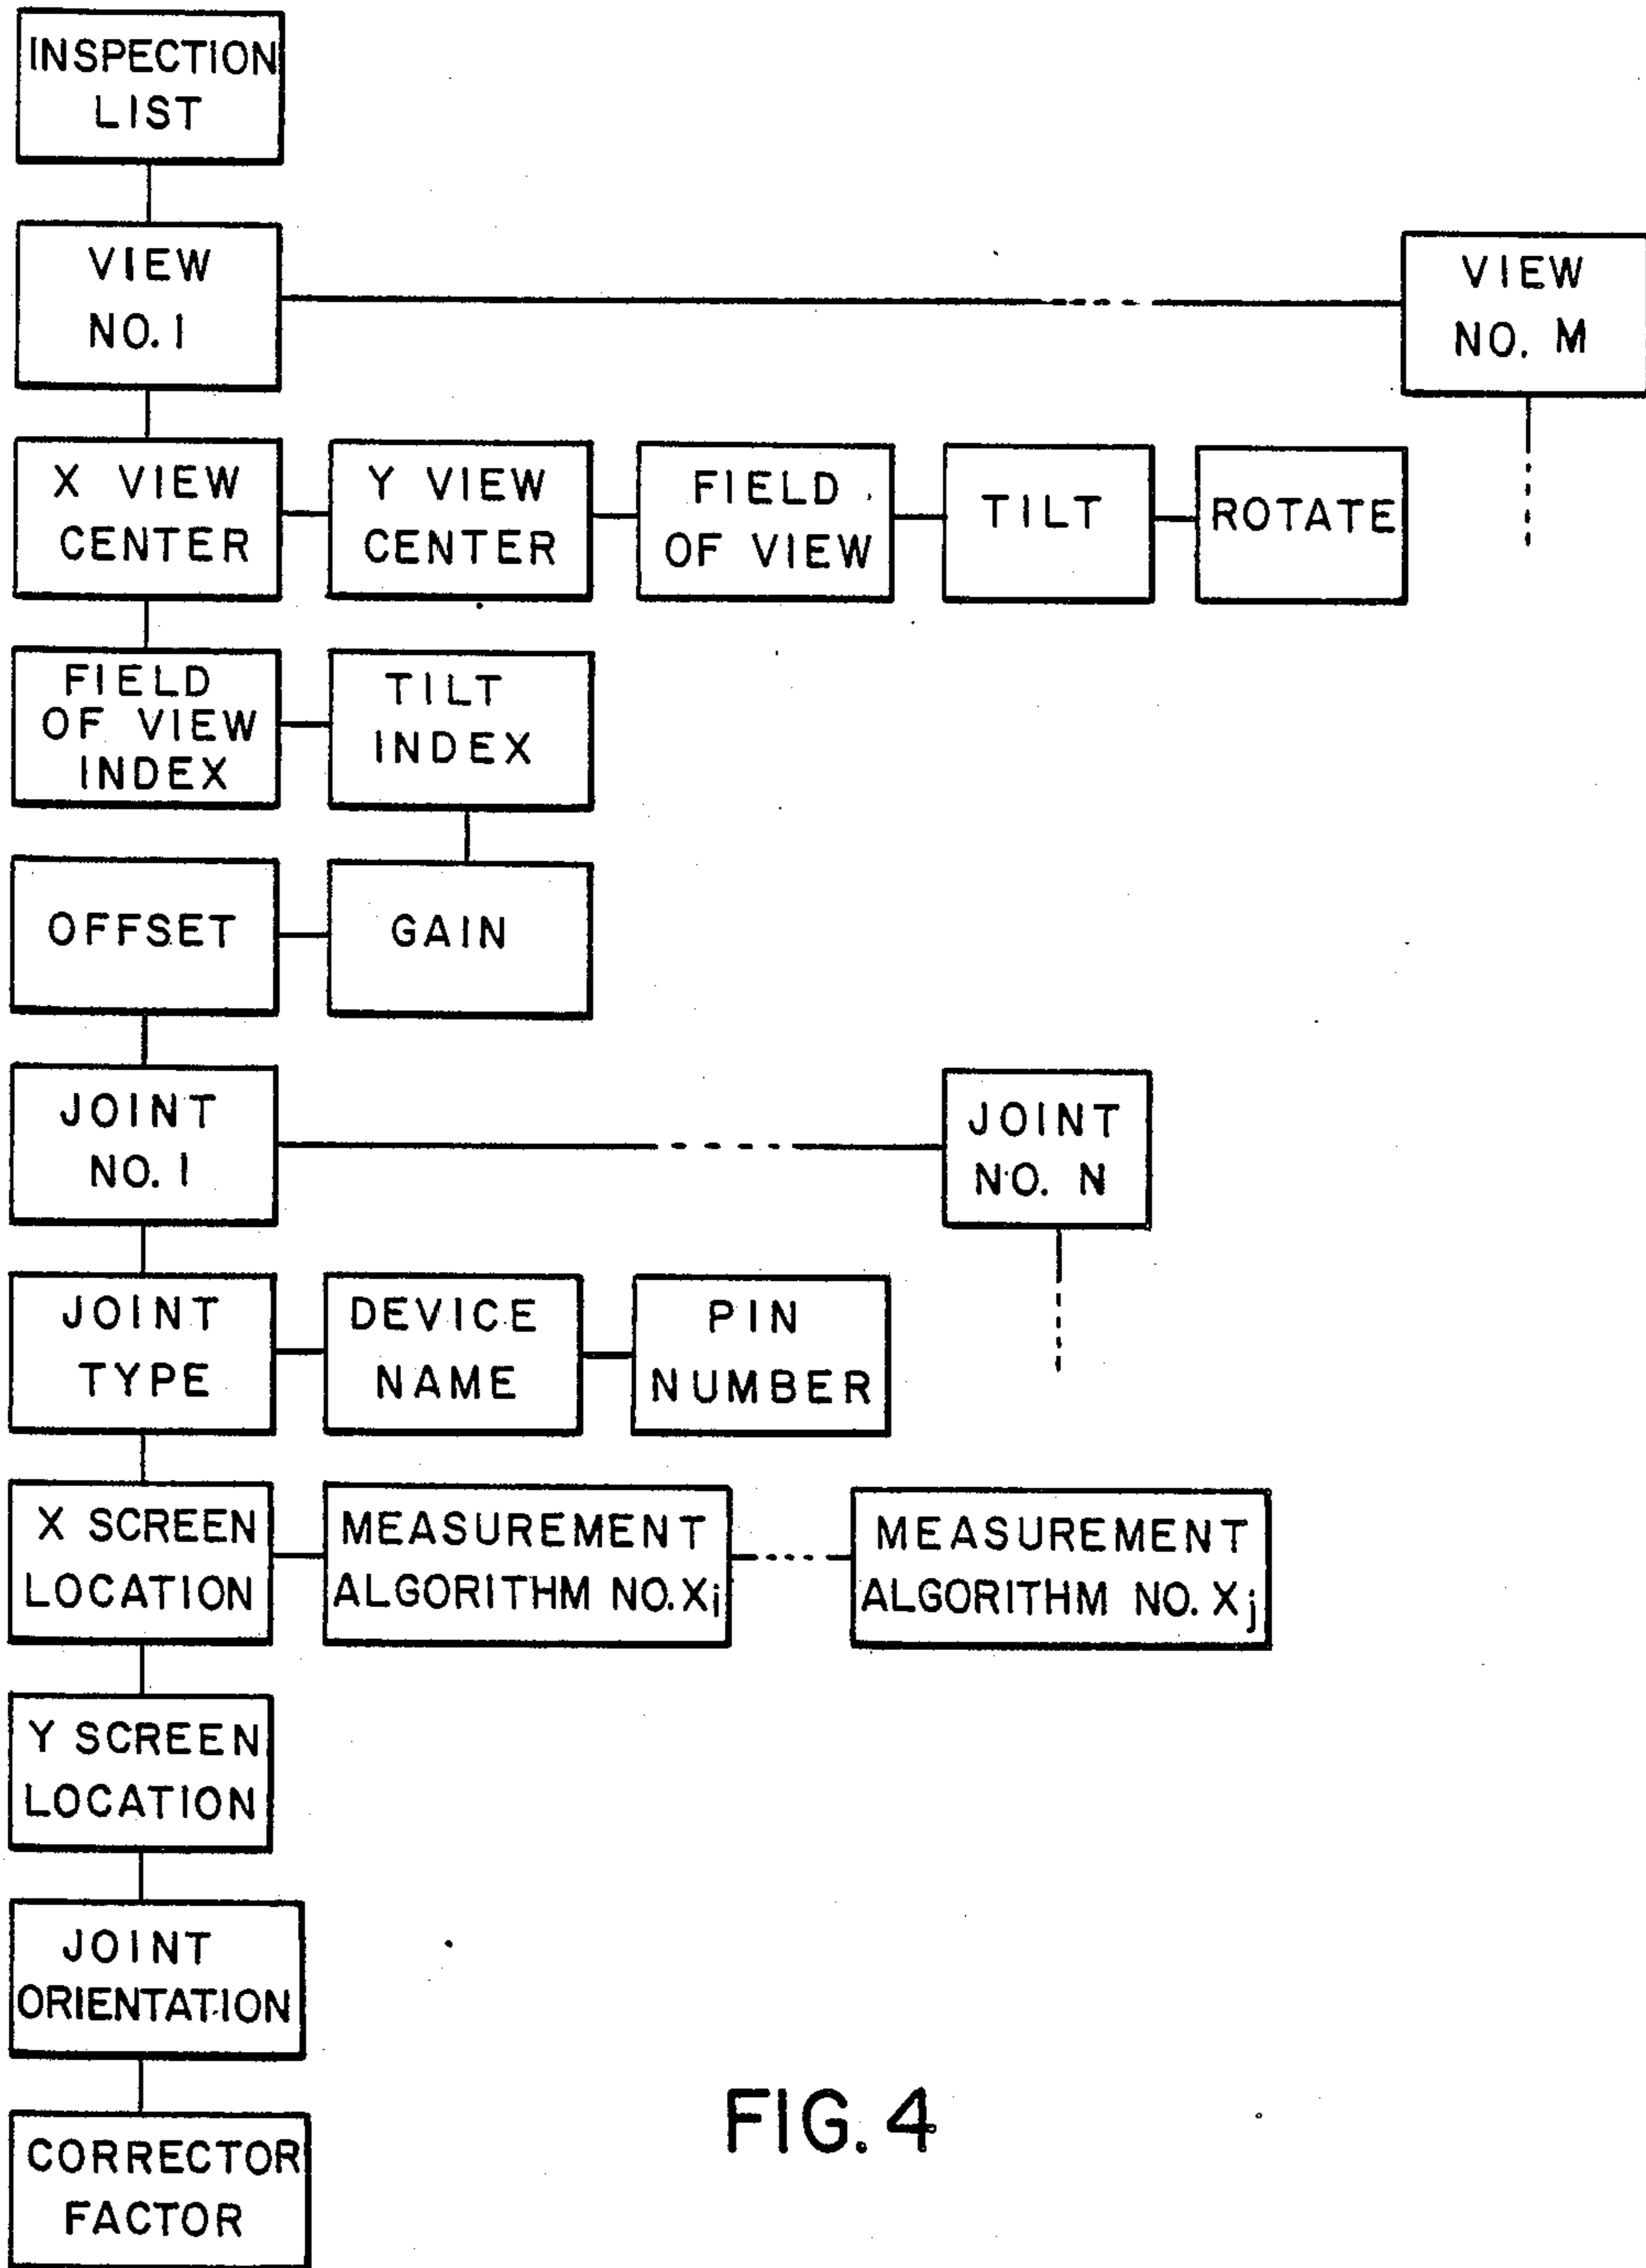 INSPECTION
LIST
VIEW
NO. 1
VIEW
NO. M
X VIEW
CENTER
Y VIEW
CENTER
FIELD
OF VIEW
TILT
ROTATE
FIELD
OF VIEW
INDEX
TILT
INDEX
OFFSET
GAIN
JOINT
NO. 1
JOINT
NO. N
JOINT
TYPE
DEVICE
NAME
PIN
NUMBER
X SCREEN
LOCATION
MEASUREMENT
ALGORITHM NO. Xi
MEASUREMENT
ALGORITHM NO. Xj
Y SCREEN
LOCATION
JOINT
ORIENTATION
CORRECTOR
FACTOR
FIG. 4